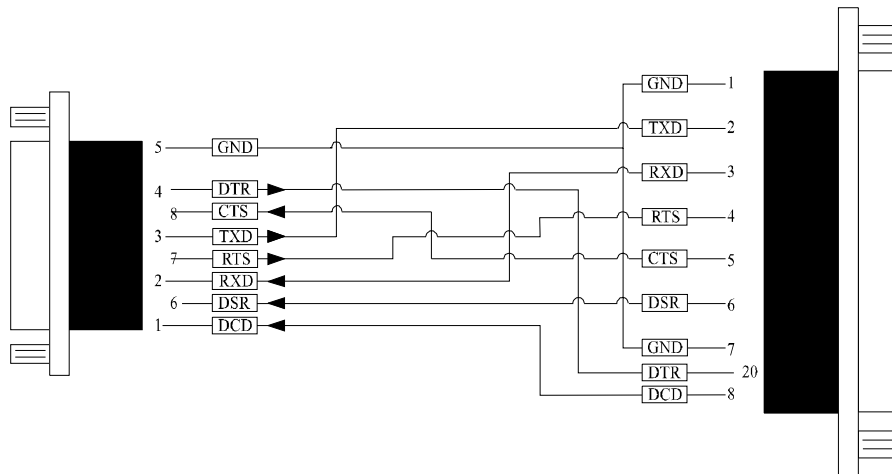 5 GND
4 DTR
8 CTS
3 TXD
7 RTS
2 RXD
6 DSR
1 DCD
GND 1
TXD 2
RXD 3
RTS 4
CTS 5
DSR 6
GND 7
DTR 20
DCD 8